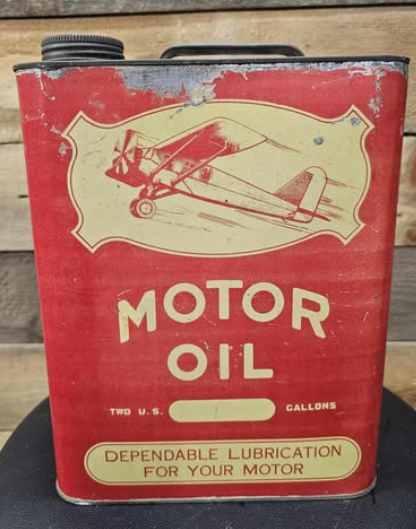 MOTOR
OIL
TWO U.S. GALLONS
DEPENDABLE LUBRICATION
FOR YOUR MOTOR